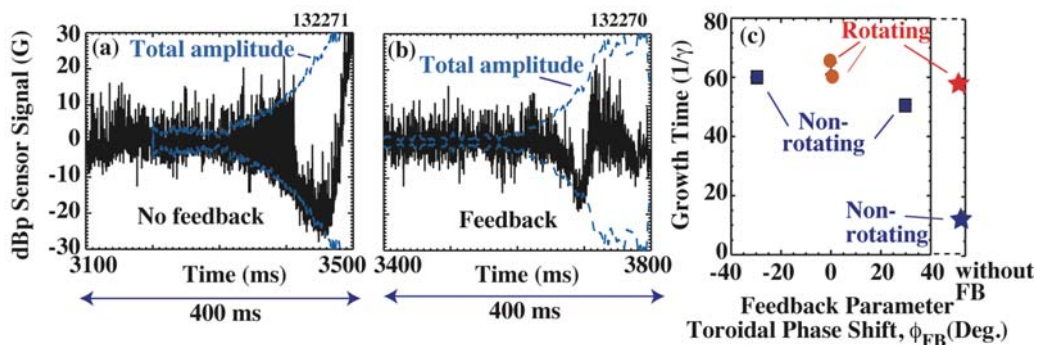 132271
132270
dBp Sensor Signal (G)
30
20
10
0
-10
-20
-30
(a)
Total amplitude
No feedback
3100
Time (ms)
3500
400 ms
(b)
Total amplitude
Feedback
3400
Time (ms)
3800
400 ms
Growth Time (1/γ)
100
80
60
40
20
0
(c)
Rotating
Non-
rotating
Non-
rotating
-40
-20
0
20
40
without
FB
Feedback Parameter
Toroidal Phase Shift, ϕFB(Deg.)